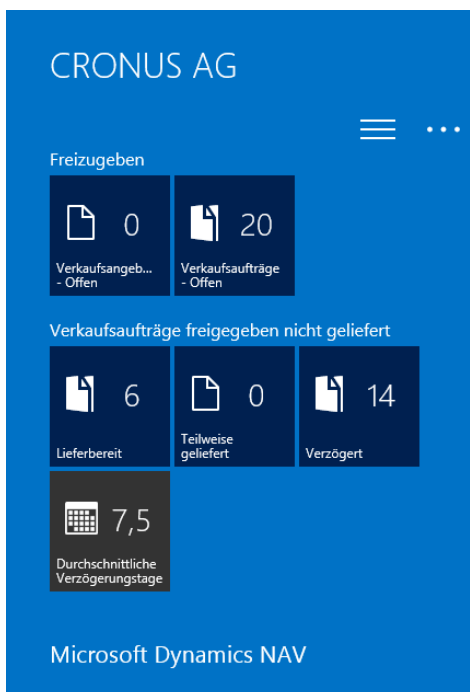 CRONUS AG
Freizugeben
0
20
Verkaufsangeb...
- Offen
Verkaufsaufträge
- Offen
Verkaufsaufträge freigegeben nicht geliefert
6
0
14
Lieferbereit
Teilweise
geliefert
Verzögert
7,5
Durchschnittliche
Verzögerungstage
Microsoft Dynamics NAV